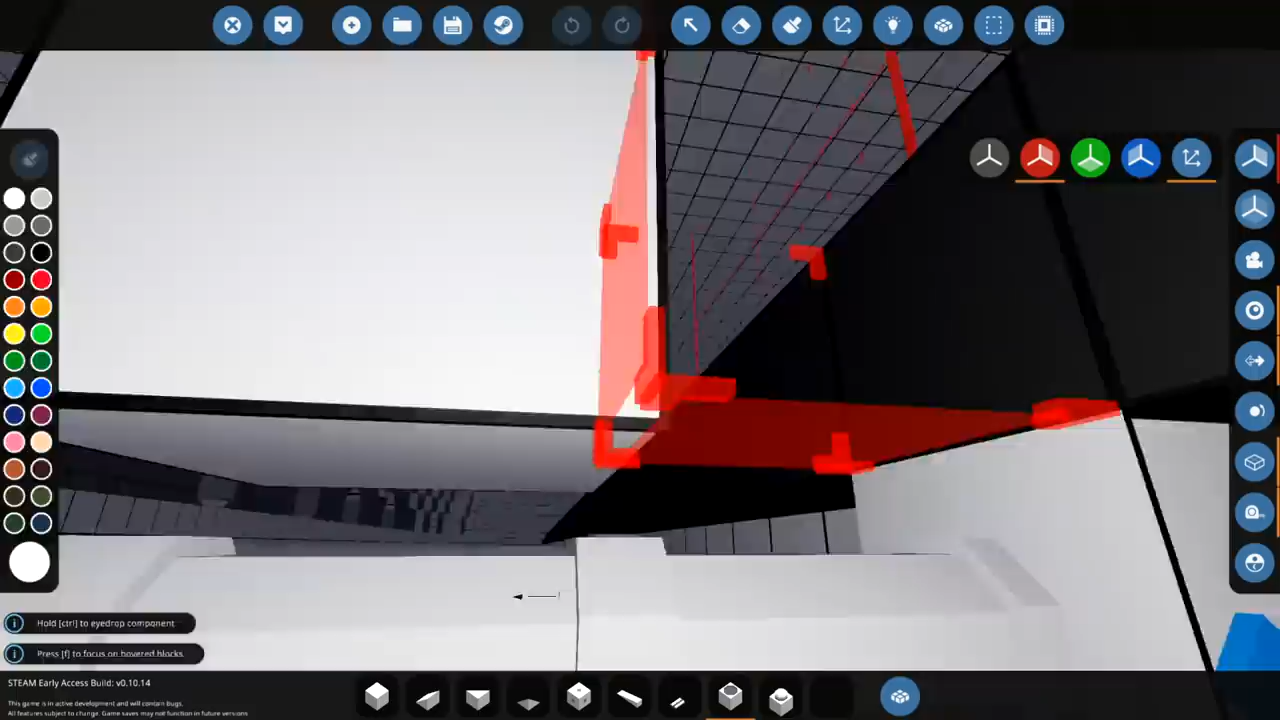 Hold [ctrl] to eyedrop component
Press [f] to focus on hovered blocks.
STEAM Early Access Build: v0.10.14
This game is in active development and will contain bugs.
All features subject to change. Game saves may not function in future versions